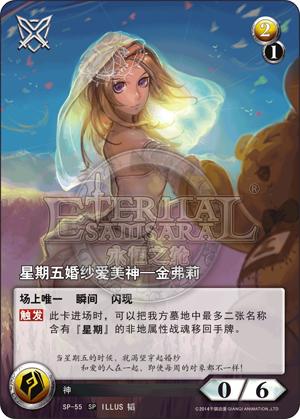 2
1
ETERNAL
SAMSARA
永恒之轮
星期五婚纱爱美神—金弗莉
场上唯一 瞬间 闪现
触发 此卡进场时，可以把我方墓地中最多二张名称
含有『星期』的非地属性战魂移回手牌。
当星期五的时候，就渴望穿起婚纱
和爱的人在一起，即使每周的对象都不一样！
神
0 / 6
SP-55 SP ILLUS 韬
©2014千骐动漫 QIANQI ANIMATION.,LTD